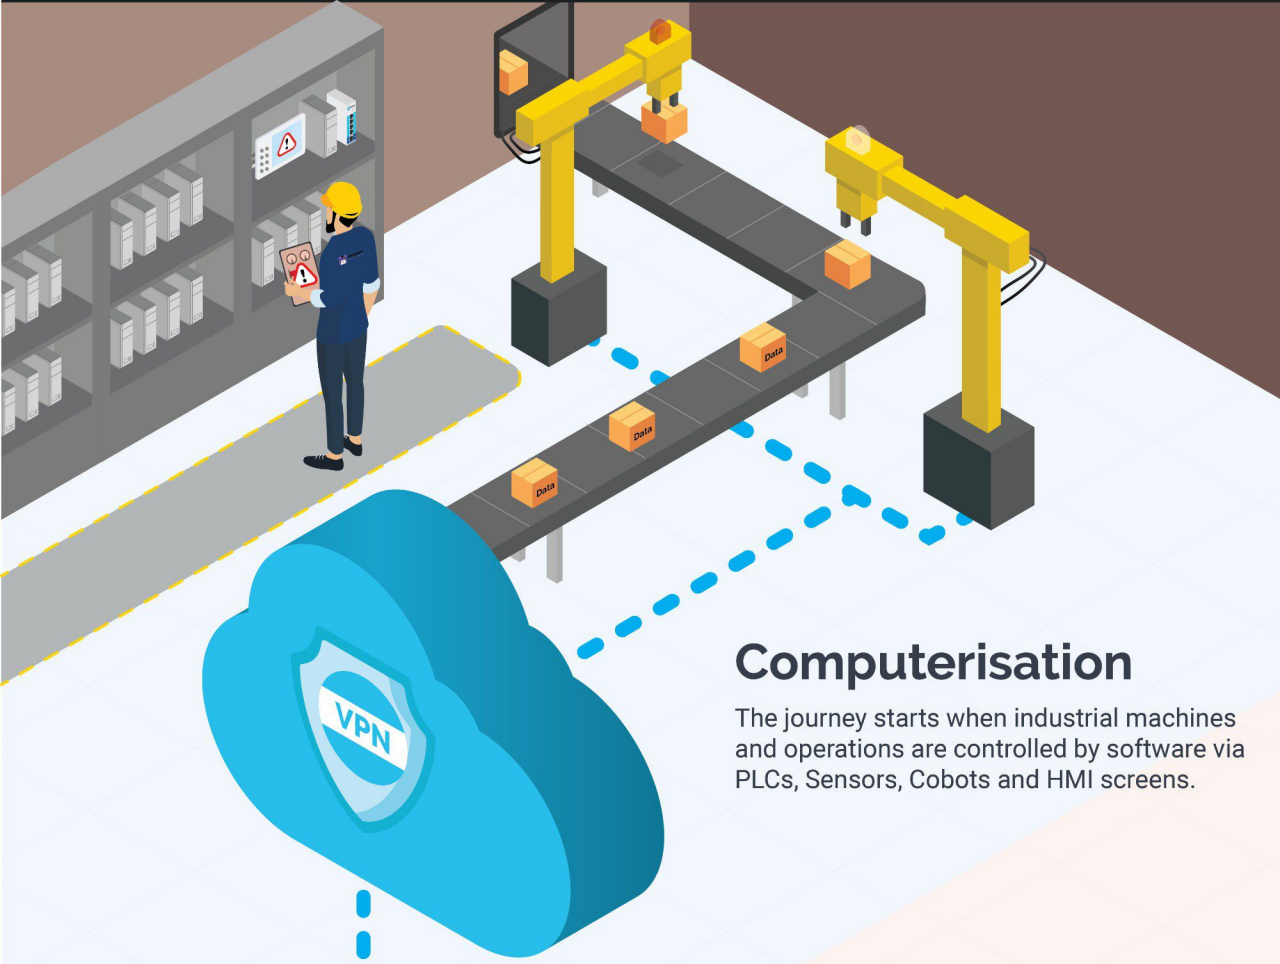 Data
Data
Data
VPN
Computerisation
The journey starts when industrial machines
and operations are controlled by software via
PLCs, Sensors, Cobots and HMI screens.